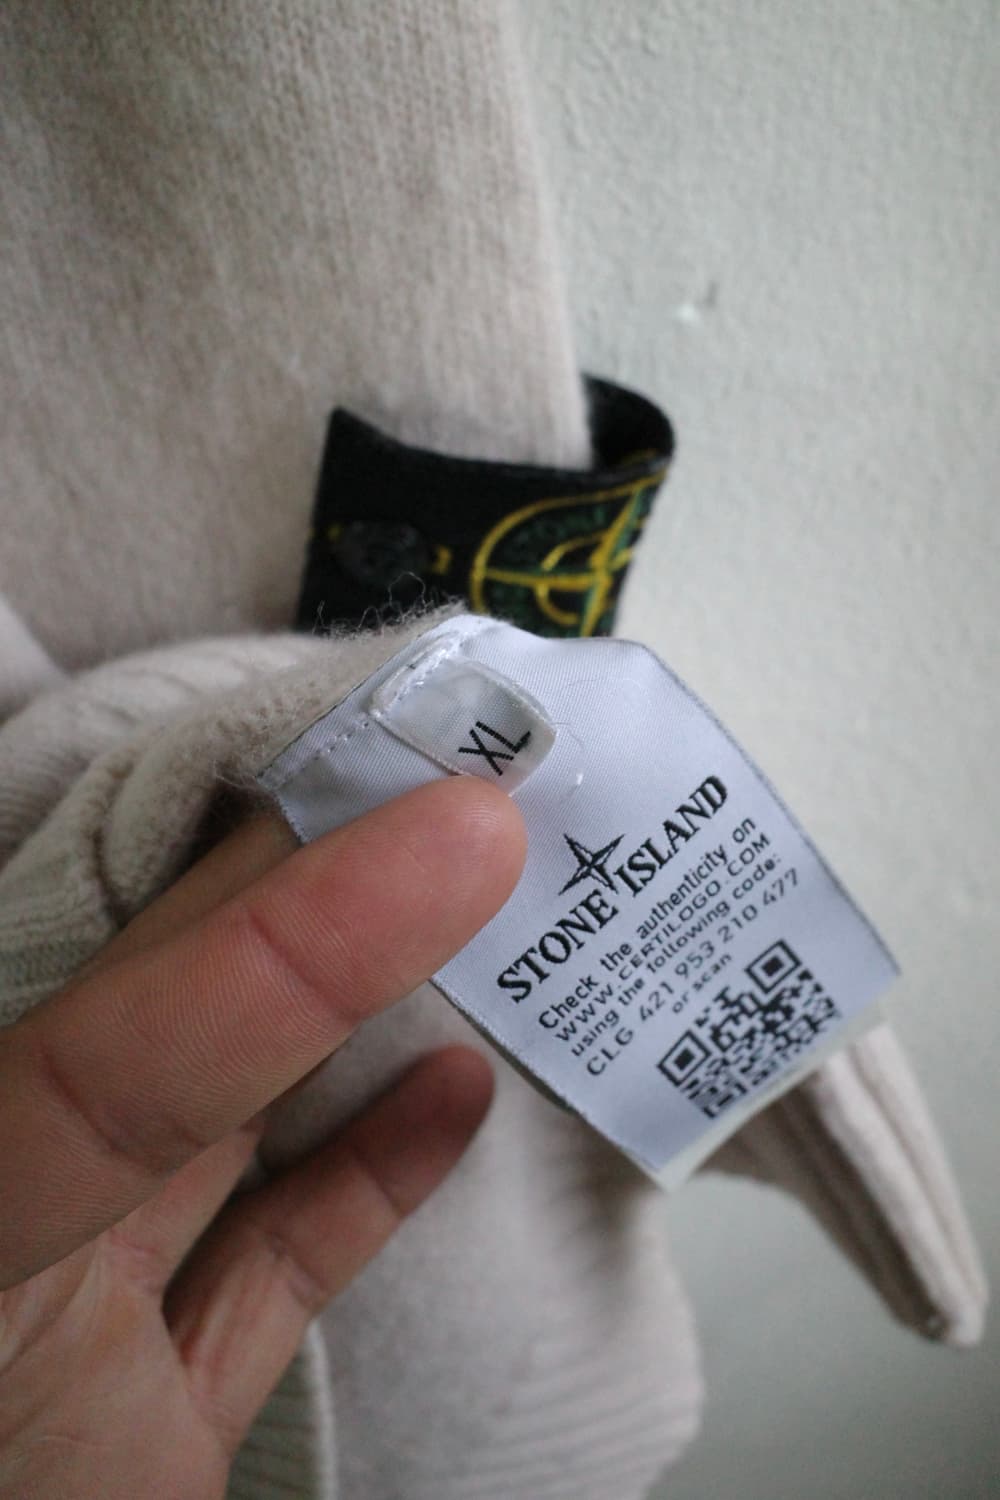 STONE
XL
STONE ISLAND
Check the authenticity on
WWW.CERTILOGO.COM
using the following code:
CLG 421 953 210 477
or scan